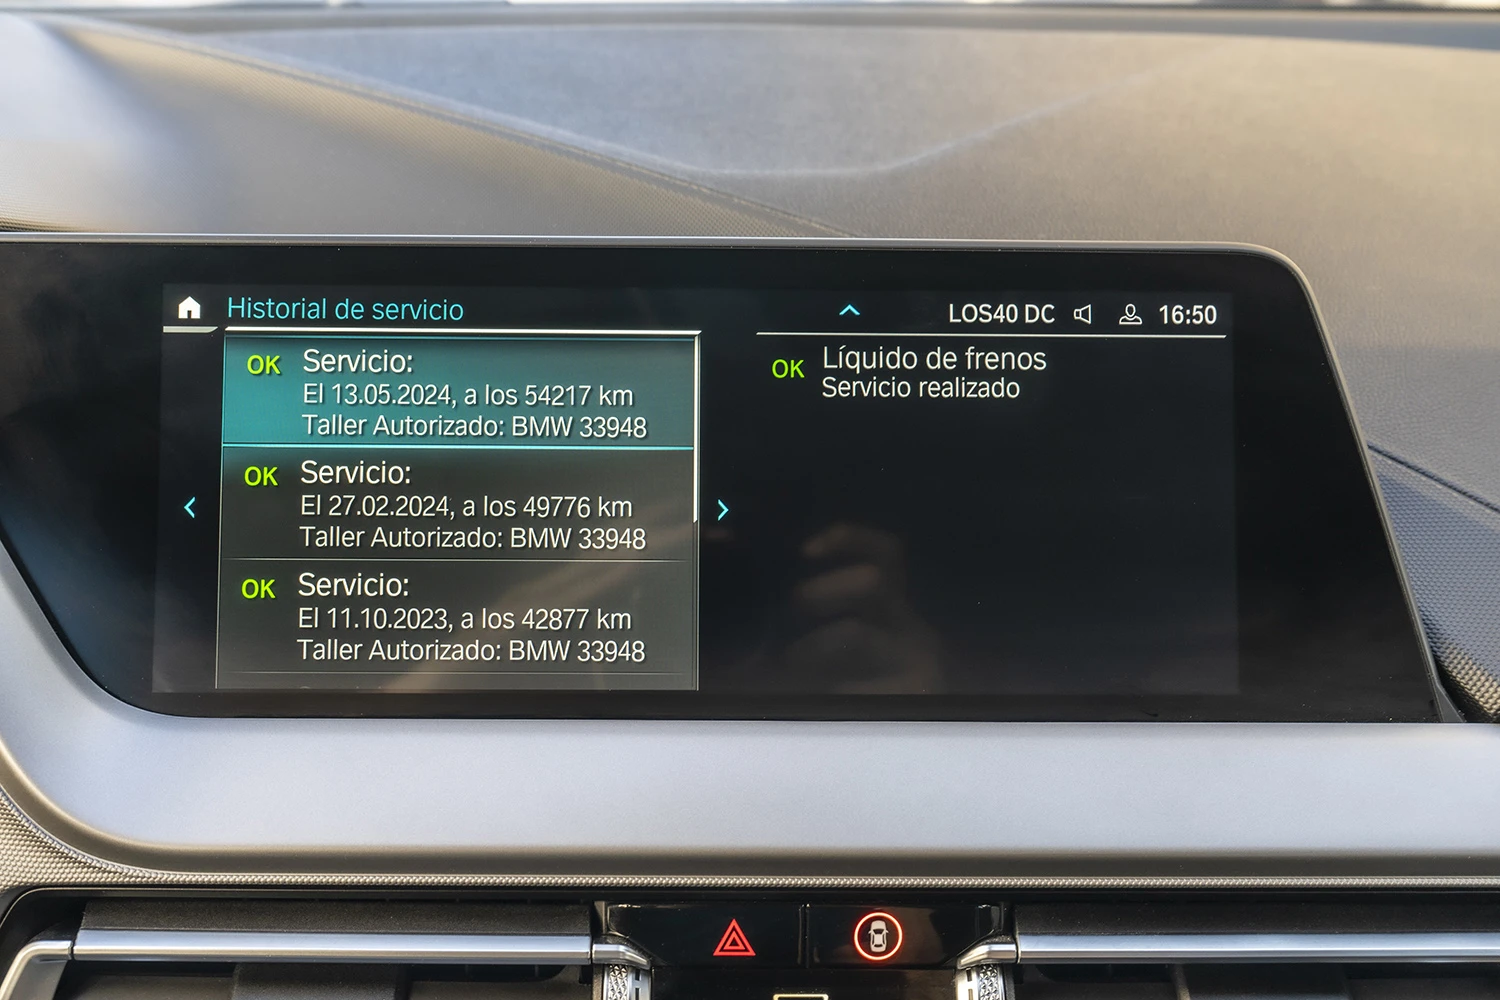 Historial de servicio
LOS40 DC 16:50
OK Servicio:
El 13.05.2024, a los 54217 km
Taller Autorizado: BMW 33948
OK Servicio:
El 27.02.2024, a los 49776 km
Taller Autorizado: BMW 33948
OK Servicio:
El 11.10.2023, a los 42877 km
Taller Autorizado: BMW 33948
OK Líquido de frenos
Servicio realizado